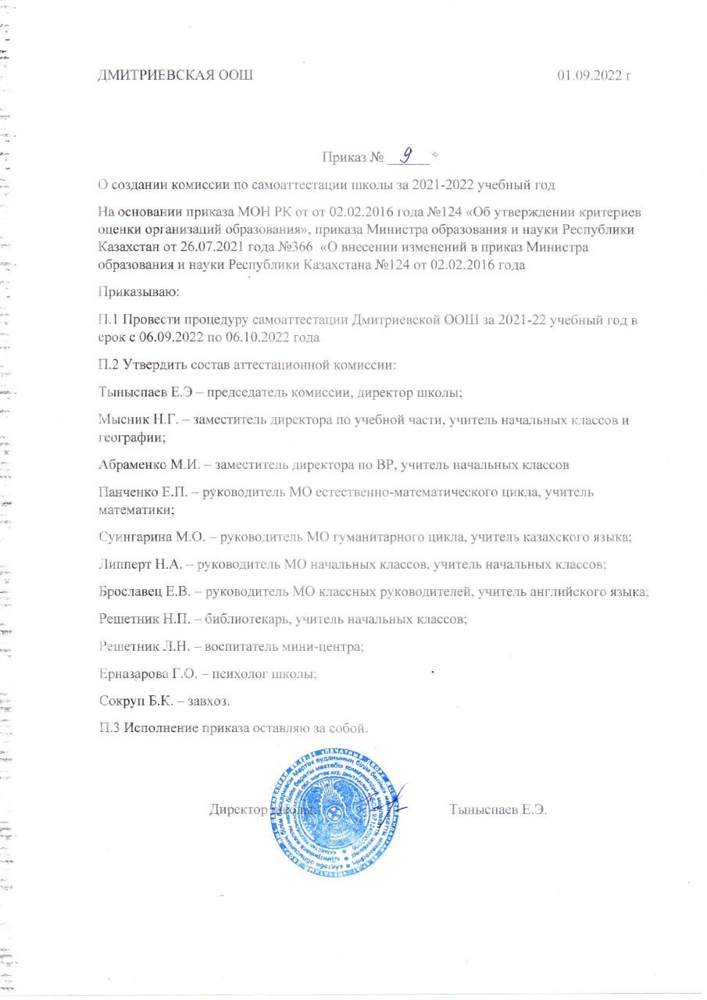 ДМИТРИЕВСКАЯ ООШ 01.09.2022 г
Приказ № 9
О создании комиссии по самоаттестации школы за 2021-2022 учебный год
На основании приказа МОН РК от от 02.02.2016 года №124 «Об утверждении критериев
оценки организаций образования», приказа Министра образования и науки Республики
Казахстан от 26.07.2021 года №366 «О внесении изменений в приказ Министра
образования и науки Республики Казахстана №124 от 02.02.2016 года
Приказываю:
П.1 Провести процедуру самоаттестации Дмитриевской ООШ за 2021-22 учебный год в
срок с 06.09.2022 по 06.10.2022 года
П.2 Утвердить состав аттестационной комиссии:
Тыныспаев Е.Э – председатель комиссии, директор школы;
Мысник Н.Г. – заместитель директора по учебной части, учитель начальных классов и
географии;
Абраменко М.И. – заместитель директора по ВР, учитель начальных классов
Панченко Е.П. – руководитель МО естественно-математического цикла, учитель
математики;
Суингарина М.О. – руководитель МО гуманитарного цикла, учитель казахского языка;
Липперт Н.А. – руководитель МО начальных классов, учитель начальных классов;
Брославец Е.В. – руководитель МО классных руководителей, учитель английского языка;
Решетник Н.П. – библиотекарь, учитель начальных классов;
Решетник Л.Н. – воспитатель мини-центра;
Ерназарова Г.О. – психолог школы;
Сокруп Б.К. – завхоз.
П.3 Исполнение приказа оставляю за собой.
Директор школы: Тыныспаев Е.Э.